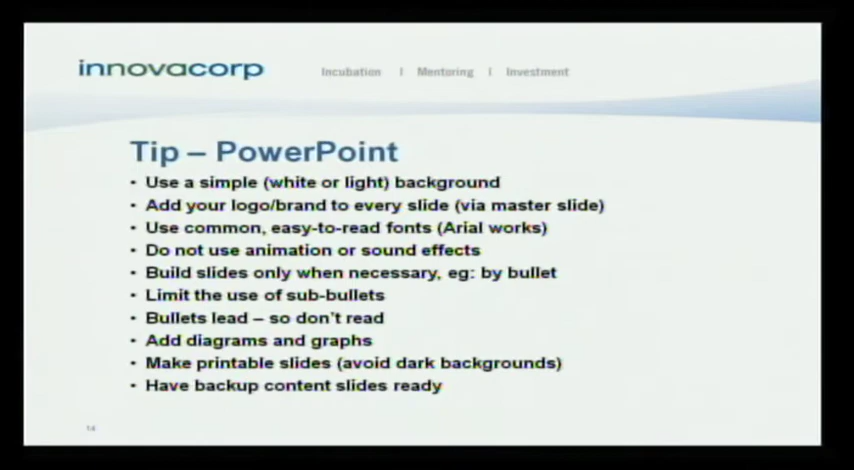 innovacorp
Incubation | Mentoring | Investment
Tip – PowerPoint
• Use a simple (white or light) background
• Add your logo/brand to every slide (via master slide)
• Use common, easy-to-read fonts (Arial works)
• Do not use animation or sound effects
• Build slides only when necessary, eg: by bullet
• Limit the use of sub-bullets
• Bullets lead – so don't read
• Add diagrams and graphs
• Make printable slides (avoid dark backgrounds)
• Have backup content slides ready
14